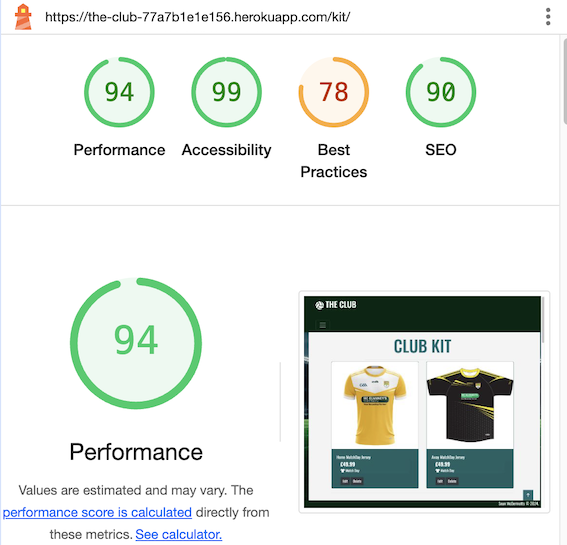 https://the-club-77a7b1e1e156.herokuapp.com/kit/
94 99 78 90
Performance Accessibility Best Practices SEO
94
Performance
Values are estimated and may vary. The
performance score is calculated directly from
these metrics. See calculator.
THE CLUB
CLUB KIT
Home MatchDay Jersey
£49.99
Match Day
Edit Delete
Away MatchDay Jersey
£49.99
Match Day
Edit Delete
Sean McDermotts © 2024